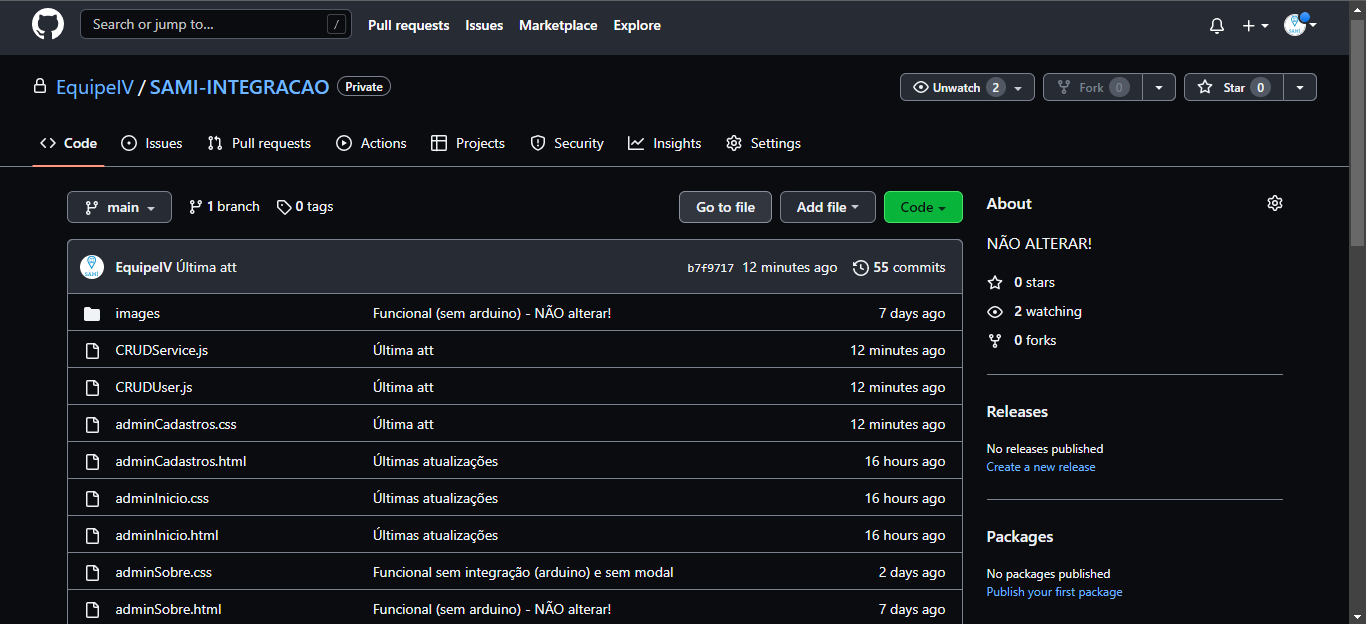 Search or jump to... / Pull requests Issues Marketplace Explore
SAMI
EquipeIV / SAMI-INTEGRACAO Private Unwatch 2 Fork 0 Star 0
Code Issues Pull requests Actions Projects Security Insights Settings
main 1 branch 0 tags Go to file Add file Code
SAMI EquipeIV Última att b7f9717 12 minutes ago 55 commits
images Funcional (sem arduino) - NÃO alterar! 7 days ago
CRUDService.js Última att 12 minutes ago
CRUDUser.js Última att 12 minutes ago
adminCadastros.css Última att 12 minutes ago
adminCadastros.html Últimas atualizações 16 hours ago
adminInicio.css Últimas atualizações 16 hours ago
adminInicio.html Últimas atualizações 16 hours ago
adminSobre.css Funcional sem integração (arduino) e sem modal 2 days ago
adminSobre.html Funcional (sem arduino) - NÃO alterar! 7 days ago
About
NÃO ALTERAR!
0 stars
2 watching
0 forks
Releases
No releases published
Create a new release
Packages
No packages published
Publish your first package